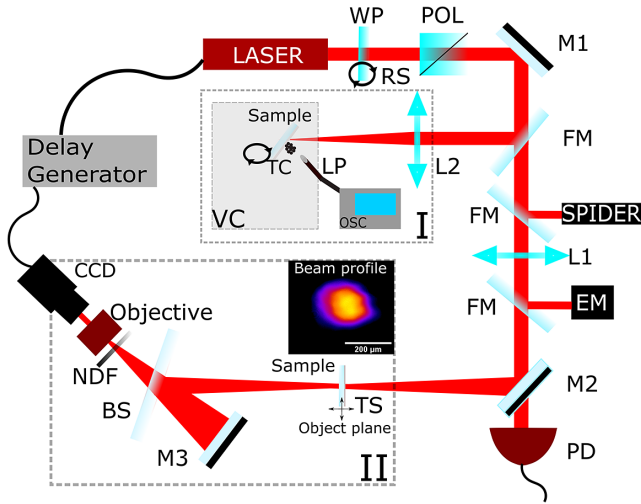 WP
POL
LASER
M1
RS
Sample
FM
TC
LP
L2
VC
OSC
I
Delay
Generator
FM
SPIDER
L1
CCD
Beam profile
200 µm
FM
EM
Objective
NDF
BS
Sample
TS
Object plane
M2
M3
II
PD